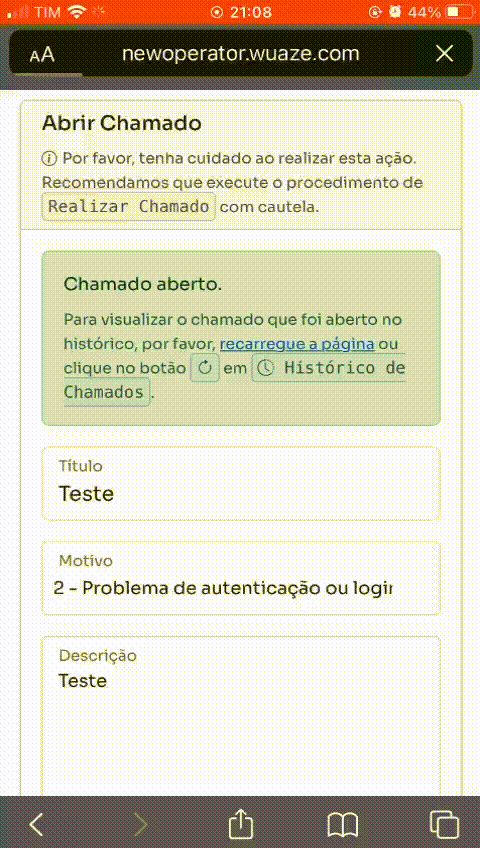 TIM 21:08 44%
AA newoperator.wuaze.com
Abrir Chamado
Por favor, tenha cuidado ao realizar esta ação.
Recomendamos que execute o procedimento de
Realizar Chamado com cautela.
Chamado aberto.
Para visualizar o chamado que foi aberto no
histórico, por favor, recarregue a página ou
clique no botão em Histórico de
Chamados.
Título
Teste
Motivo
2 - Problema de autenticação ou login
Descrição
Teste